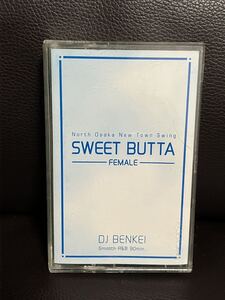 North Osaka New Town Swing
SWEET BUTTA
FEMALE
DJ BENKEI
Smooth R&B 90min.